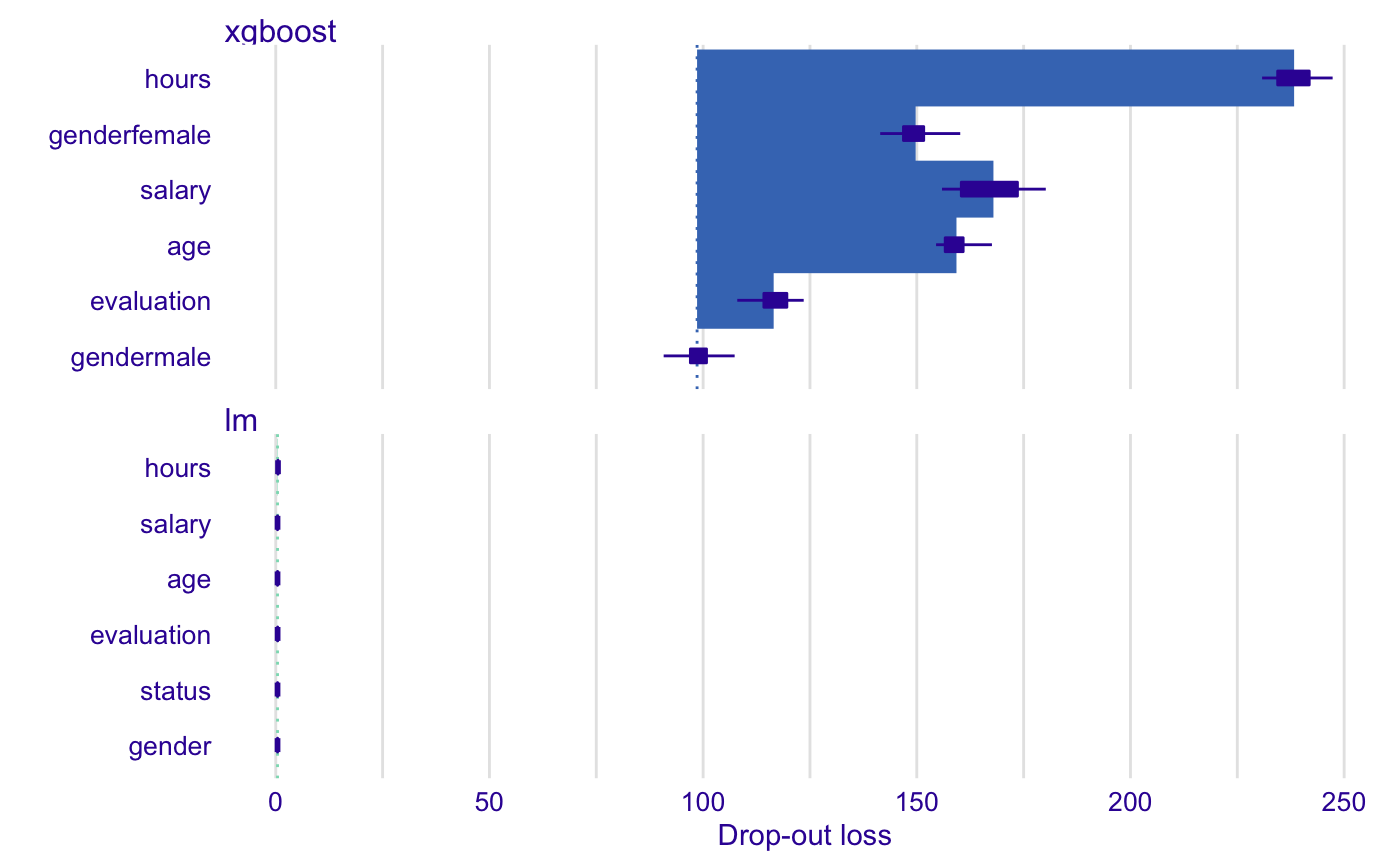 xgboost
hours
genderfemale
salary
age
evaluation
gendermale
lm
hours
salary
age
evaluation
status
gender
0 50 100 150 200 250
Drop-out loss